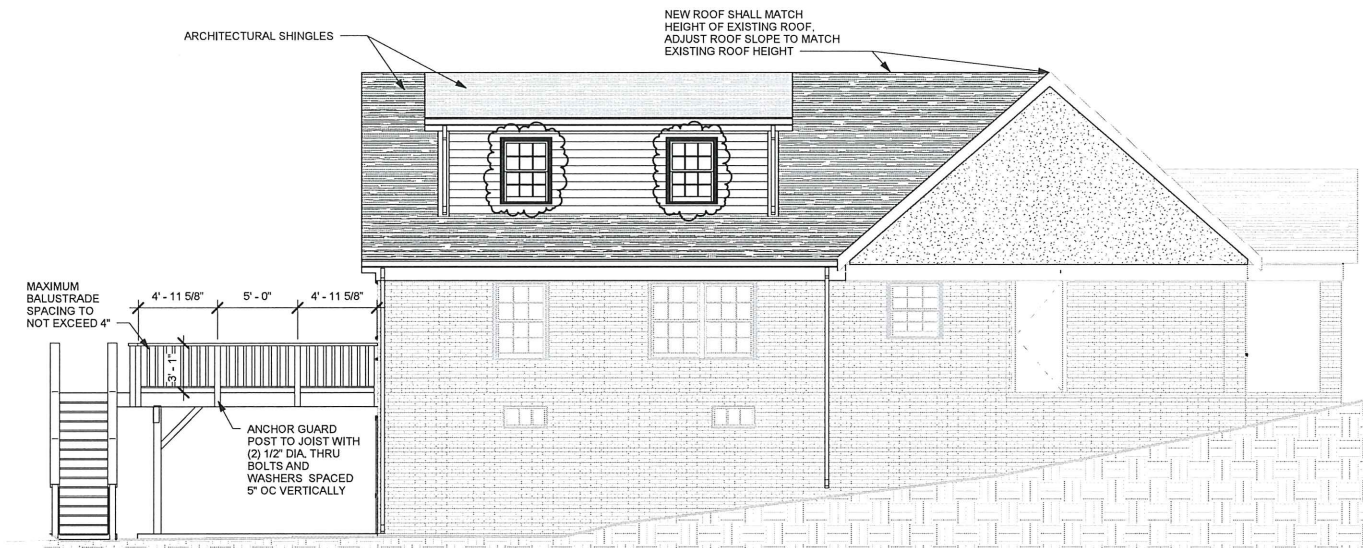 NEW ROOF SHALL MATCH
HEIGHT OF EXISTING ROOF,
ADJUST ROOF SLOPE TO MATCH
EXISTING ROOF HEIGHT
ARCHITECTURAL SHINGLES
MAXIMUM
BALUSTRADE
SPACING TO
NOT EXCEED 4"
4' - 11 5/8"
5' - 0"
4' - 11 5/8"
3' - 1"
ANCHOR GUARD
POST TO JOIST WITH
(2) 1/2" DIA. THRU
BOLTS AND
WASHERS SPACED
5" OC VERTICALLY